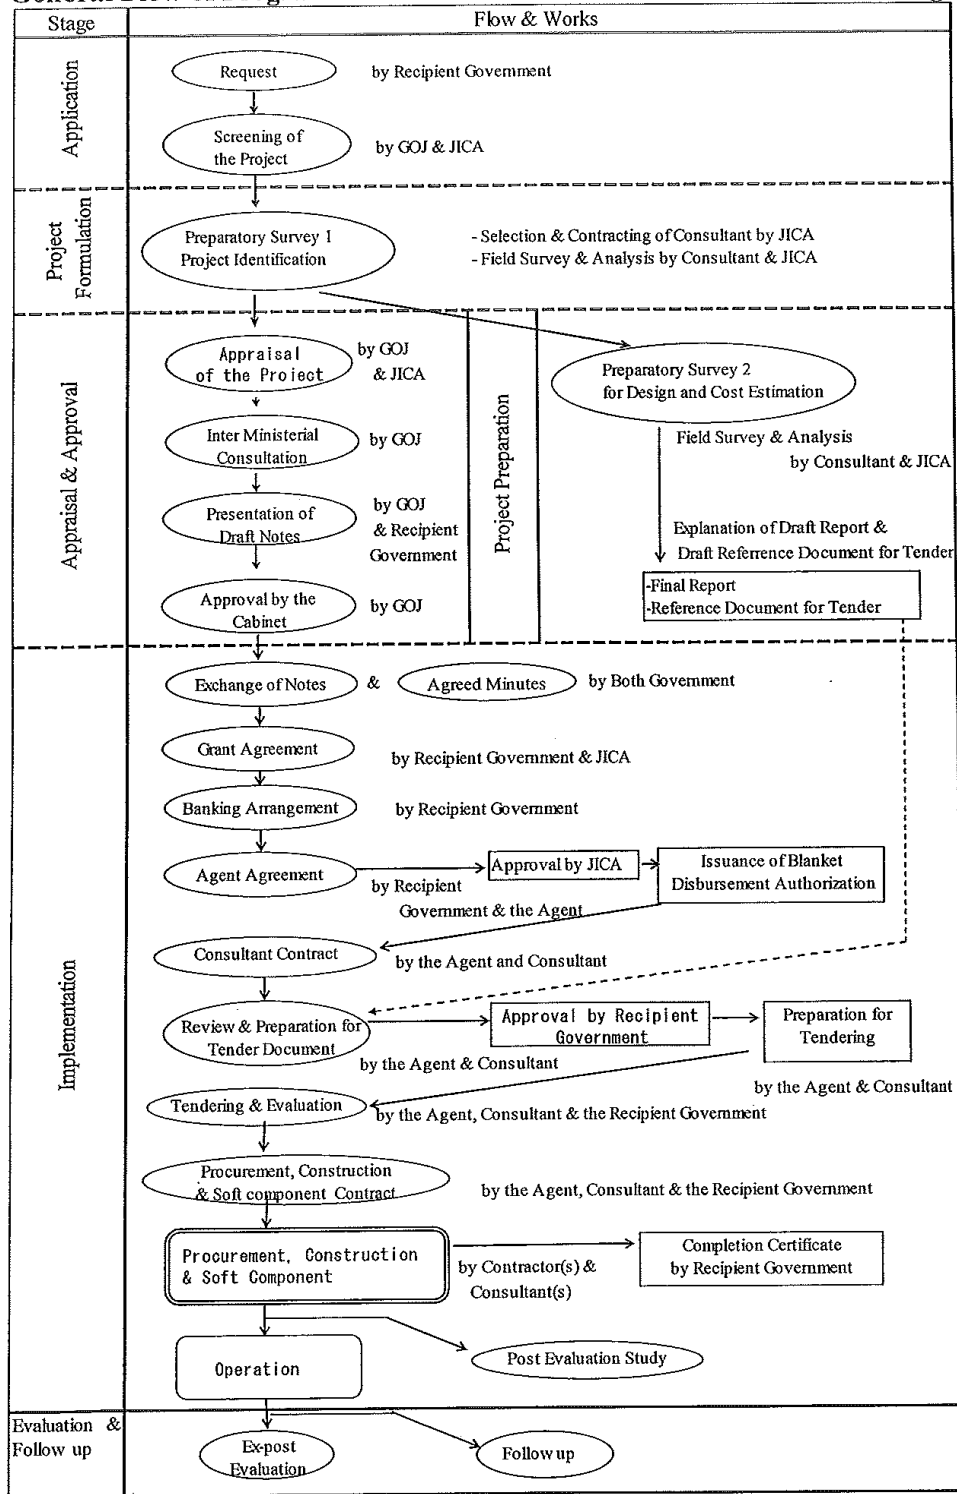 Stage
Flow & Works
Application
Request
by Recipient Government
Screening of
the Project
by GOJ & JICA
Project
Formulation
Preparatory Survey 1
Project Identification
- Selection & Contracting of Consultant by JICA
- Field Survey & Analysis by Consultant & JICA
Appraisal & Approval
Appraisal
of the Project
by GOJ
& JICA
Inter Ministerial
Consultation
by GOJ
Presentation of
Draft Notes
by GOJ
& Recipient
Government
Approval by the
Cabinet
by GOJ
Project Preparation
Preparatory Survey 2
for Design and Cost Estimation
Field Survey & Analysis
by Consultant & JICA
Explanation of Draft Report &
Draft Referrence Document for Tender
-Final Report
-Reference Document for Tender
Implementation
Exchange of Notes
&
Agreed Minutes
by Both Government
Grant Agreement
by Recipient Government & JICA
Banking Arrangement
by Recipient Government
Agent Agreement
by Recipient
Government & the Agent
Approval by JICA
Issuance of Blanket
Disbursement Authorization
Consultant Contract
by the Agent and Consultant
Review & Preparation for
Tender Document
by the Agent & Consultant
Approval by Recipient
Government
Preparation for
Tendering
by the Agent & Consultant
Tendering & Evaluation
by the Agent, Consultant & the Recipient Government
Procurement, Construction
& Soft component Contract
by the Agent, Consultant & the Recipient Government
Procurement, Construction
& Soft Component
by Contractor(s) &
Consultant(s)
Completion Certificate
by Recipient Government
Operation
Post Evaluation Study
Evaluation &
Follow up
Ex-post
Evaluation
Follow up